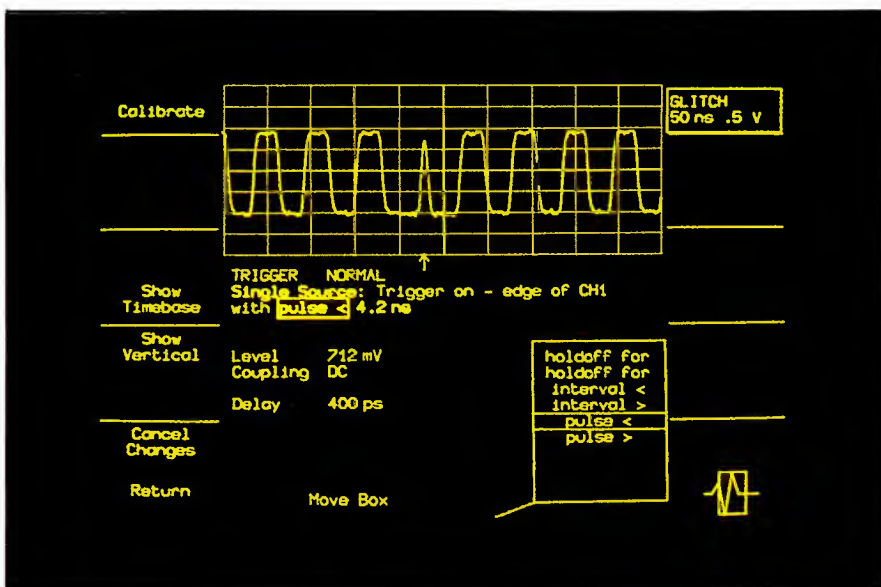 Calibrate
GLITCH
50 ns .5 V
TRIGGER NORMAL
Single Source: Trigger on - edge of CH1
with pulse < 4.2 ns
Show
Timebase
Show
Vertical
Level 712 mV
Coupling DC
Delay 400 ps
holdoff for
holdoff for
interval <
interval >
pulse <
pulse >
Cancel
Changes
Return
Move Box